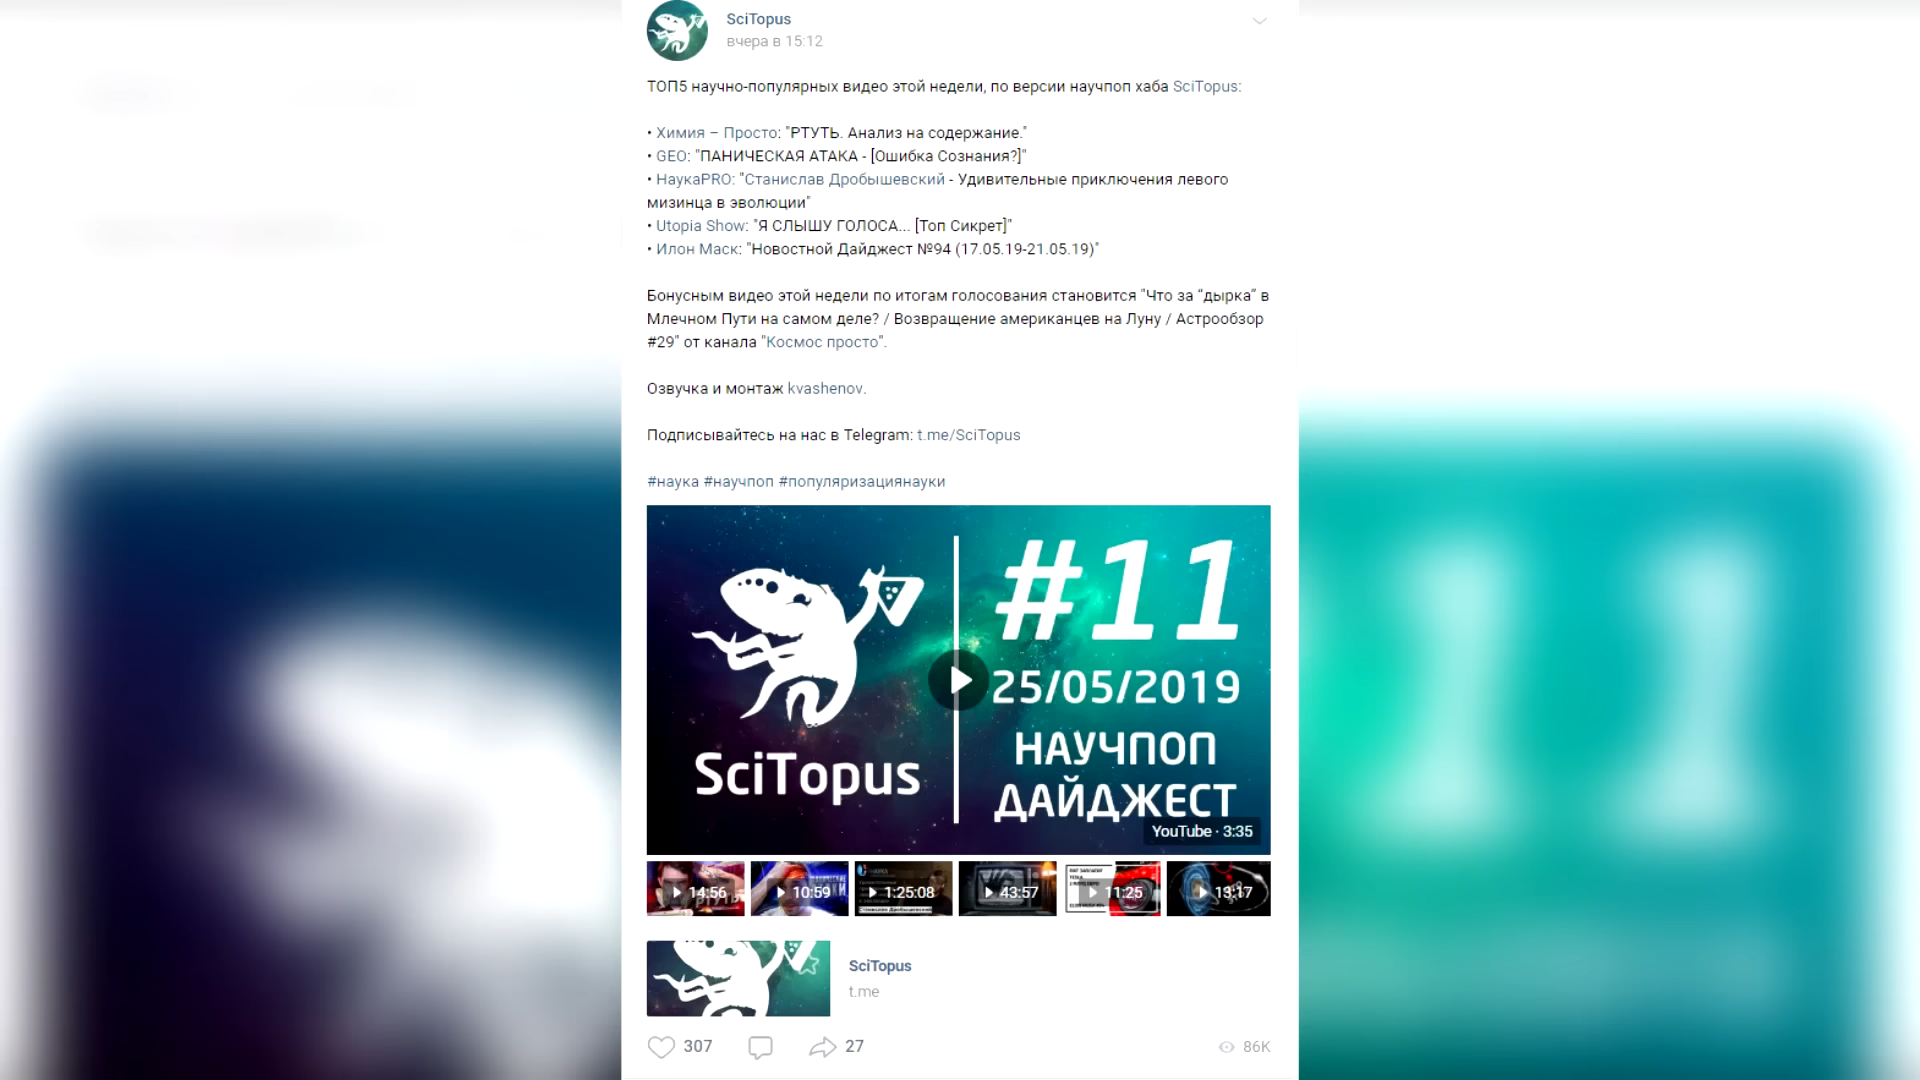 SciTopus
вчера в 15:12
ТОП5 научно-популярных видео этой недели, по версии научпоп хаба SciTopus:
• Химия – Просто: "РТУТЬ. Анализ на содержание."
• GEO: "ПАНИЧЕСКАЯ АТАКА - [Ошибка Сознания?]"
• НаукаPRO: "Станислав Дробышевский - Удивительные приключения левого
мизинца в эволюции"
• Utopia Show: "Я СЛЫШУ ГОЛОСА... [Топ Сикрет]"
• Илон Маск: "Новостной Дайджест №94 (17.05.19-21.05.19)"
Бонусным видео этой недели по итогам голосования становится "Что за “дырка” в
Млечном Пути на самом деле? / Возвращение американцев на Луну / Астрообзор
#29" от канала "Космос просто".
Озвучка и монтаж kvashenov.
Подписывайтесь на нас в Telegram: t.me/SciTopus
#наука #научпоп #популяризациянауки
SciTopus
#11
25/05/2019
НАУЧПОП
ДАЙДЖЕСТ
YouTube · 3:35
14:56 10:59 1:25:08 43:57 11:25 13:17
SciTopus
t.me
307 27 86K